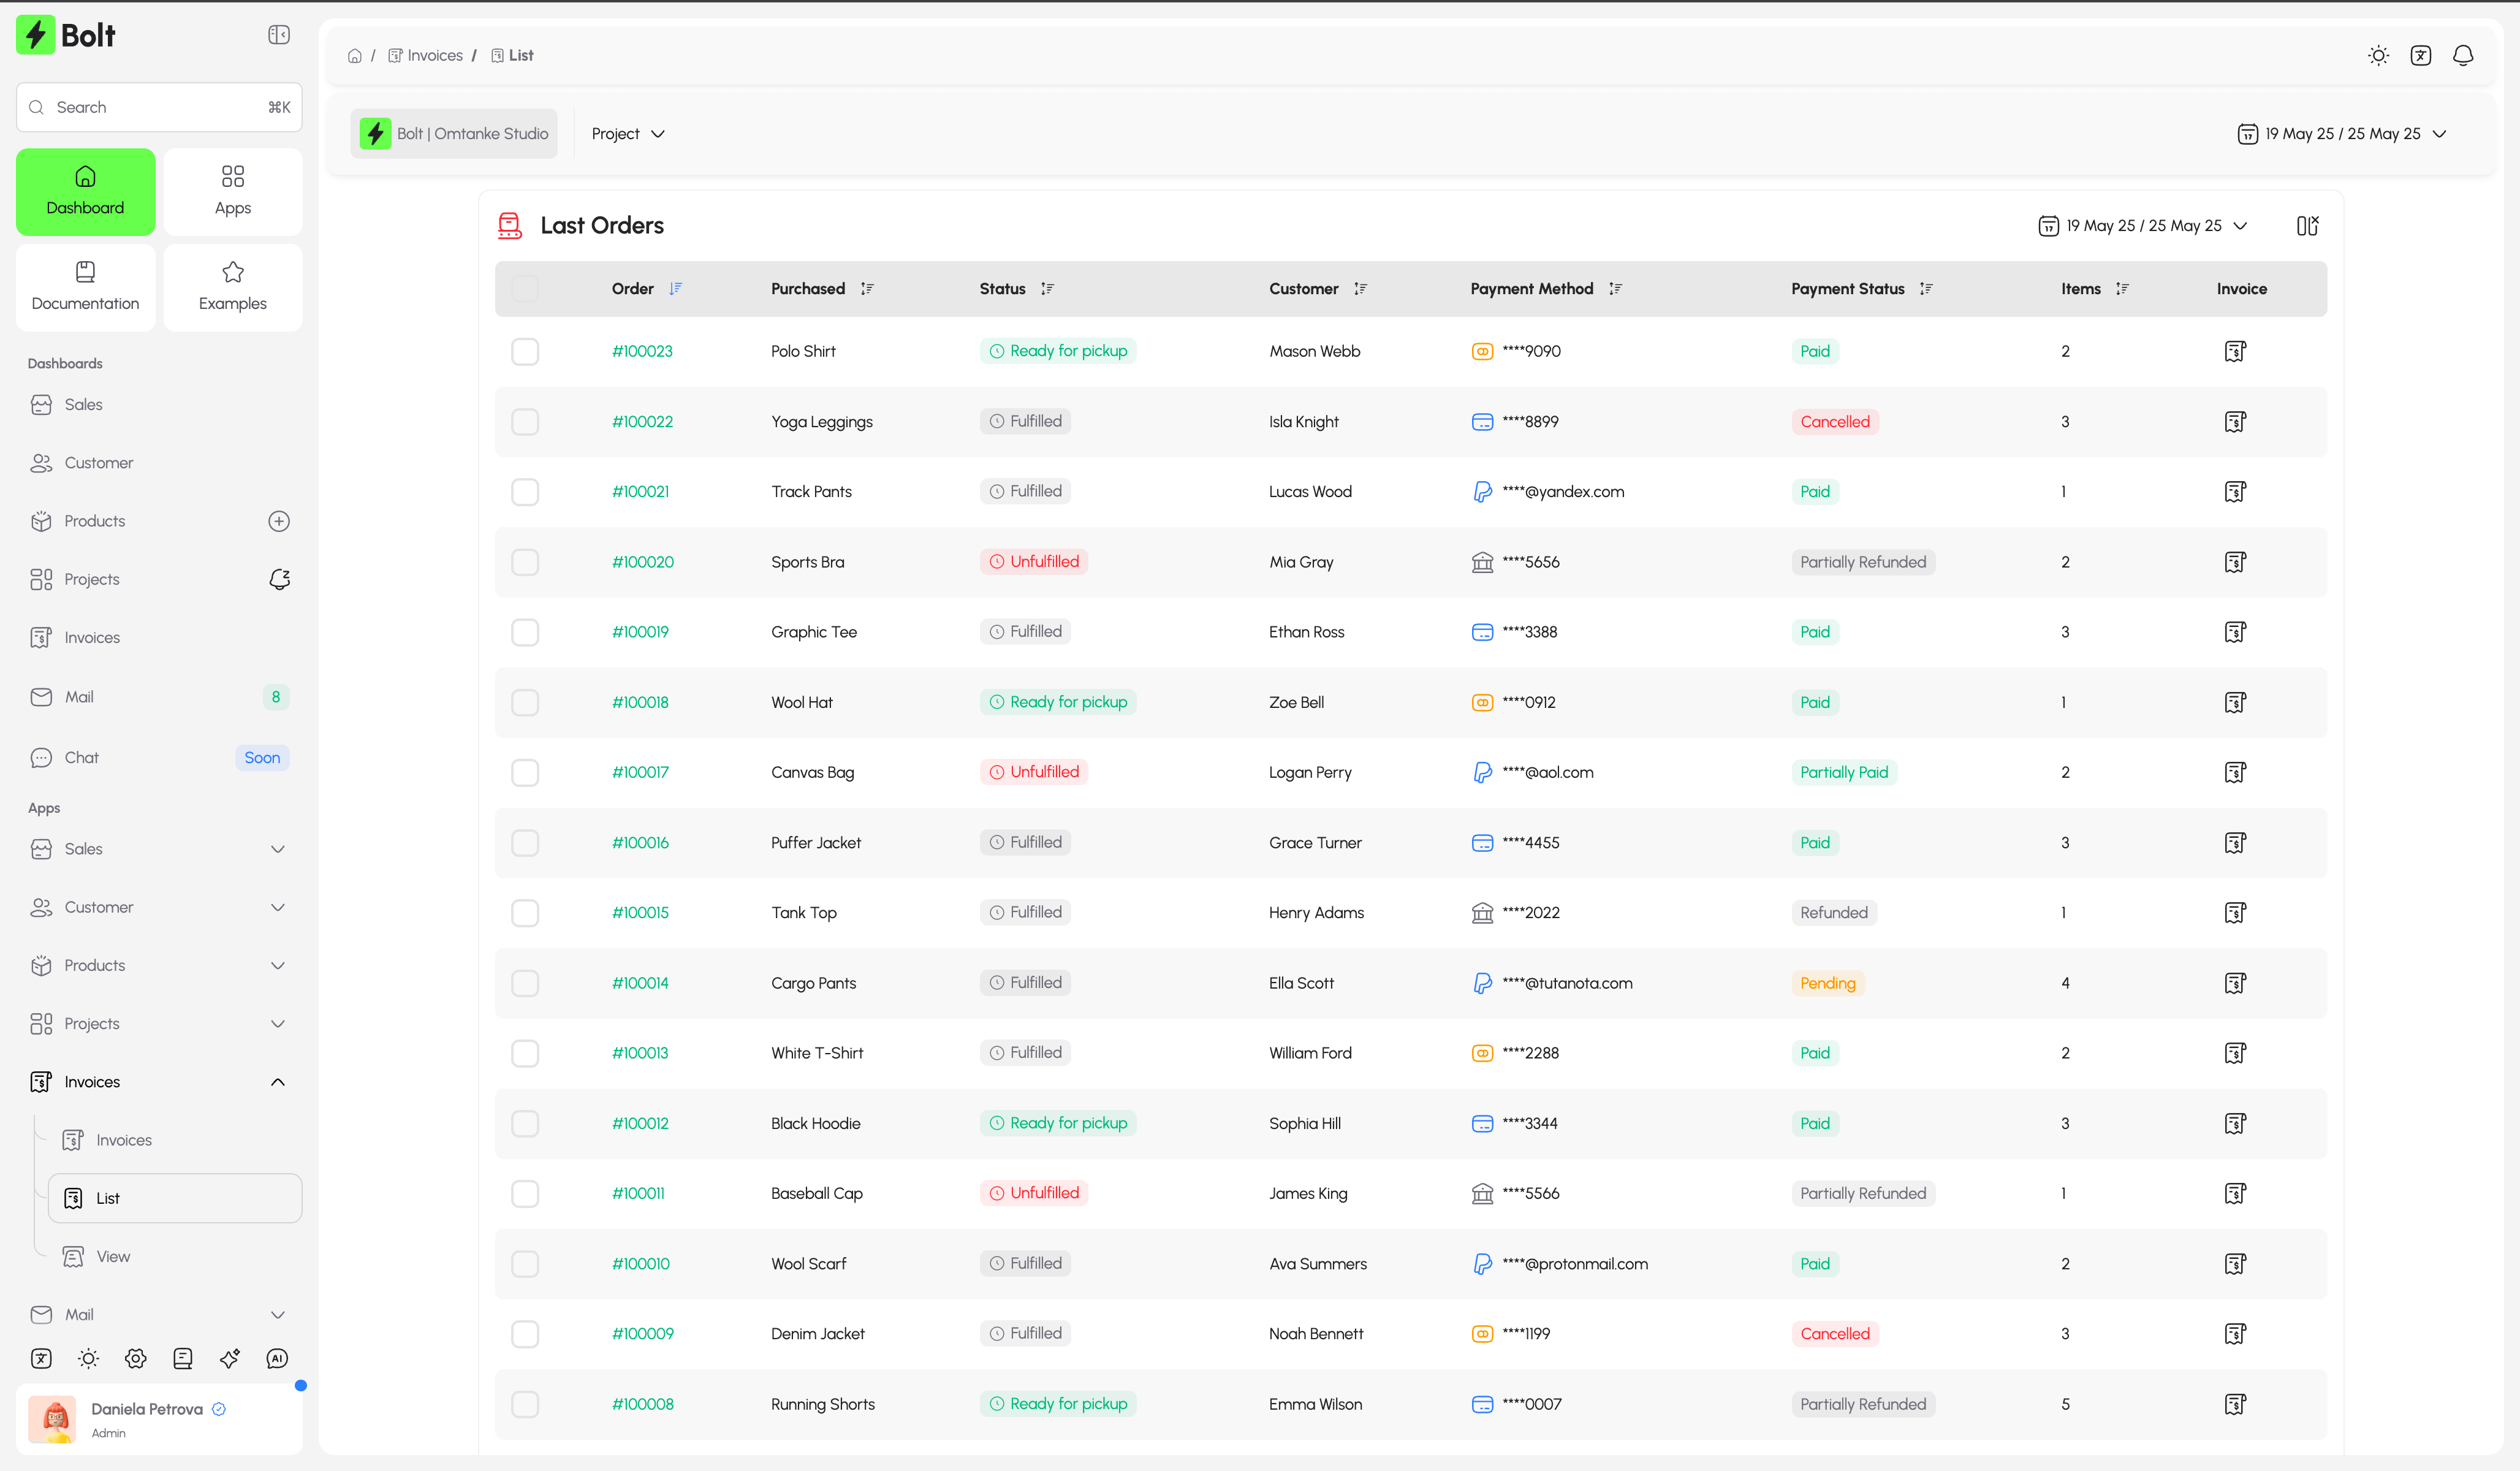 Bolt
Search ⌘K
Dashboard
Apps
Documentation
Examples
Dashboards
Sales
Customer
Products
Projects
Invoices
Mail 8
Chat Soon
Apps
Sales
Customer
Products
Projects
Invoices
Invoices
List
View
Mail
AI
Daniela Petrova
Admin
/ Invoices / List
Bolt | Omtanke Studio Project 17 19 May 25 / 25 May 25
Last Orders 17 19 May 25 / 25 May 25
Order Purchased Status Customer Payment Method Payment Status Items Invoice
#100023 Polo Shirt Ready for pickup Mason Webb ****9090 Paid 2
#100022 Yoga Leggings Fulfilled Isla Knight ****8899 Cancelled 3
#100021 Track Pants Fulfilled Lucas Wood ****@yandex.com Paid 1
#100020 Sports Bra Unfulfilled Mia Gray ****5656 Partially Refunded 2
#100019 Graphic Tee Fulfilled Ethan Ross ****3388 Paid 3
#100018 Wool Hat Ready for pickup Zoe Bell ****0912 Paid 1
#100017 Canvas Bag Unfulfilled Logan Perry ****@aol.com Partially Paid 2
#100016 Puffer Jacket Fulfilled Grace Turner ****4455 Paid 3
#100015 Tank Top Fulfilled Henry Adams ****2022 Refunded 1
#100014 Cargo Pants Fulfilled Ella Scott ****@tutanota.com Pending 4
#100013 White T-Shirt Fulfilled William Ford ****2288 Paid 2
#100012 Black Hoodie Ready for pickup Sophia Hill ****3344 Paid 3
#100011 Baseball Cap Unfulfilled James King ****5566 Partially Refunded 1
#100010 Wool Scarf Fulfilled Ava Summers ****@protonmail.com Paid 2
#100009 Denim Jacket Fulfilled Noah Bennett ****1199 Cancelled 3
#100008 Running Shorts Ready for pickup Emma Wilson ****0007 Partially Refunded 5